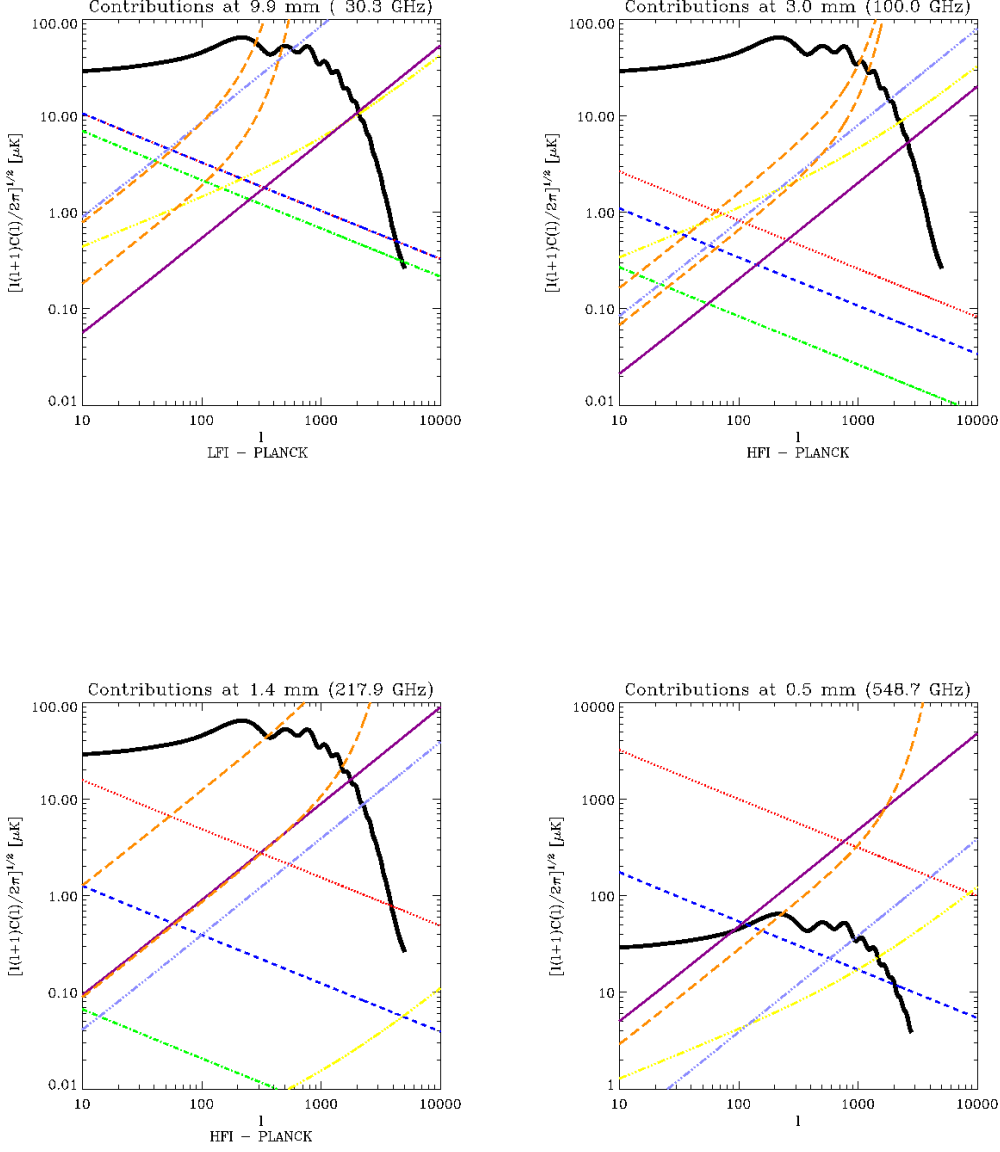 Contributions at 9.9 mm ( 30.3 GHz)
100.00
10.00
1.00
0.10
0.01
[l(l+1)C(l)/2π]^1/2 [μK]
10 100 1000 10000
l
LFI − PLANCK
Contributions at 3.0 mm (100.0 GHz)
100.00
10.00
1.00
0.10
0.01
[l(l+1)C(l)/2π]^1/2 [μK]
10 100 1000 10000
l
HFI − PLANCK
Contributions at 1.4 mm (217.9 GHz)
100.00
10.00
1.00
0.10
0.01
[l(l+1)C(l)/2π]^1/2 [μK]
10 100 1000 10000
l
HFI − PLANCK
Contributions at 0.5 mm (548.7 GHz)
10000
1000
100
10
1
[l(l+1)C(l)/2π]^1/2 [μK]
10 100 1000 10000
l